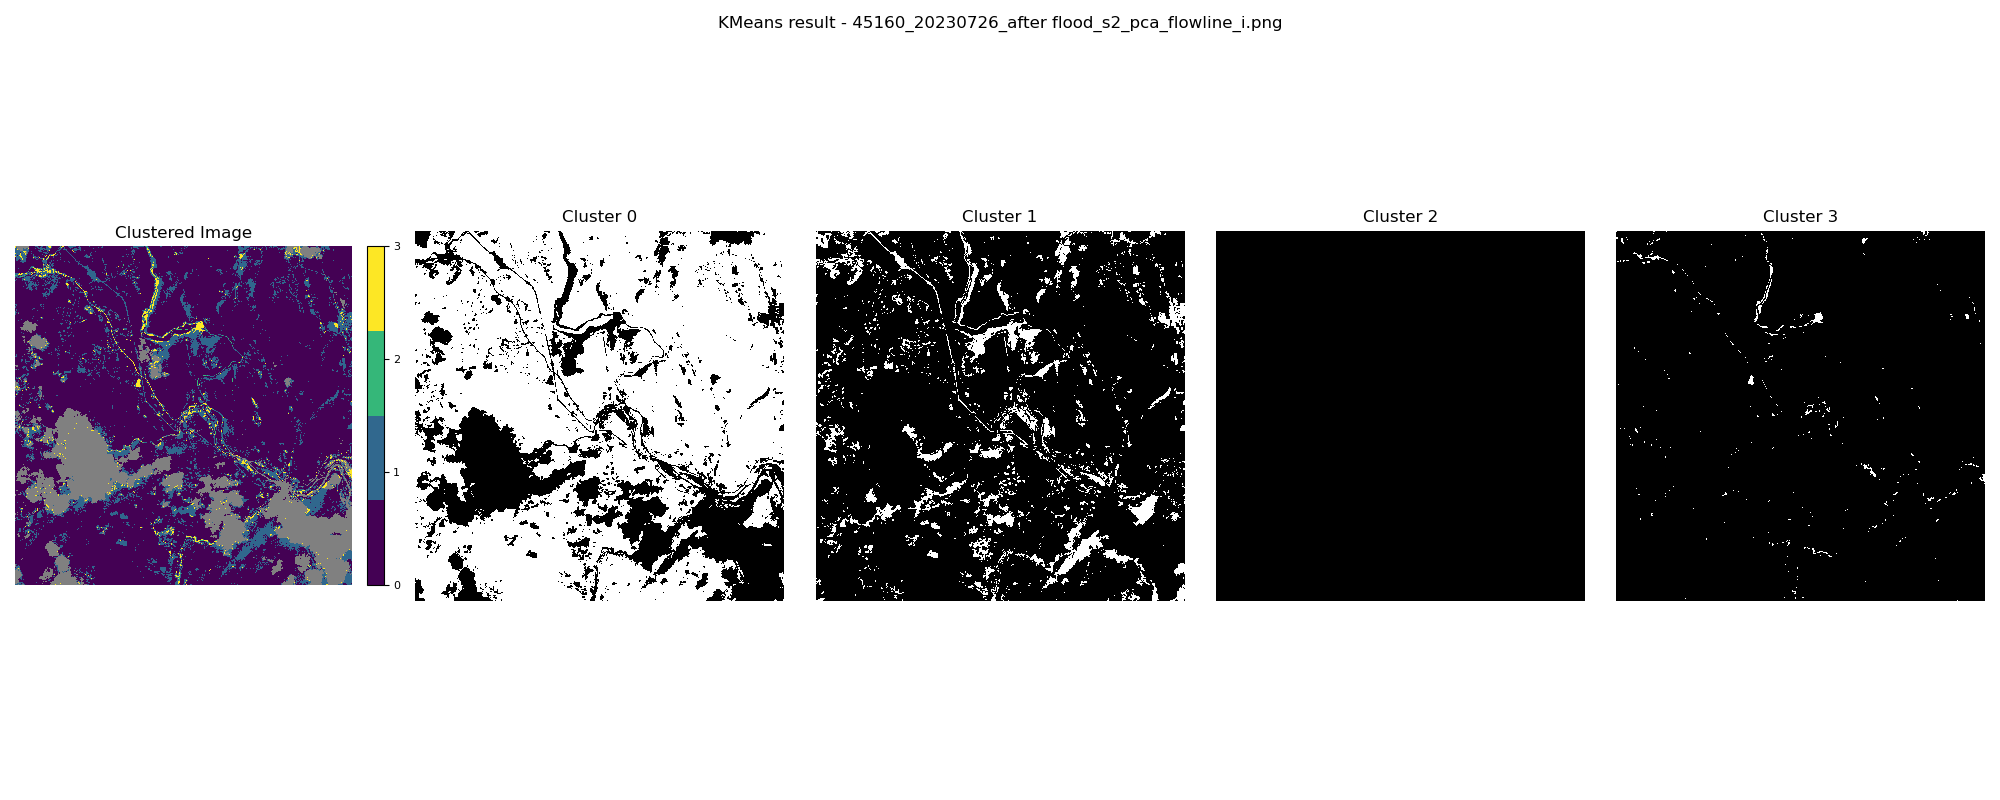 KMeans result - 45160_20230726_after flood_s2_pca_flowline_i.png
Clustered Image
Cluster 0
Cluster 1
Cluster 2
Cluster 3
3
2
1
0